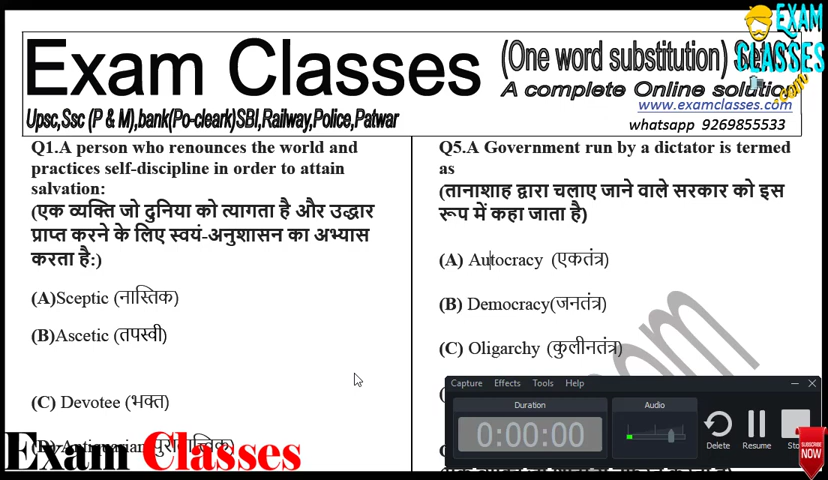 Exam Classes
(One word substitution)
A complete Online solution
www.examclasses.com
Upsc,Ssc (P & M),bank(Po-cleark)SBI,Railway,Police,Patwar
whatsapp 9269855533
EXAM
CLASSES
.com
Q1.A person who renounces the world and
practices self-discipline in order to attain
salvation:
(एक व्यक्ति जो दुनिया को त्यागता है और उद्धार
प्राप्त करने के लिए स्वयं-अनुशासन का अभ्यास
करता है:)
(A)Sceptic (नास्तिक)
(B)Ascetic (तपस्वी)
(C) Devotee (भक्त)
(D) Antiquarian
Exam Classes
Q5.A Government run by a dictator is termed
as
(तानाशाह द्वारा चलाए जाने वाले सरकार को इस
रूप में कहा जाता है)
(A) Autocracy (एकतंत्र)
(B) Democracy(जनतंत्र)
(C) Oligarchy (कुलीनतंत्र)
Capture Effects Tools Help
Duration
0:00:00
Audio
Delete
Resume
SUBSCRIBE
NOW